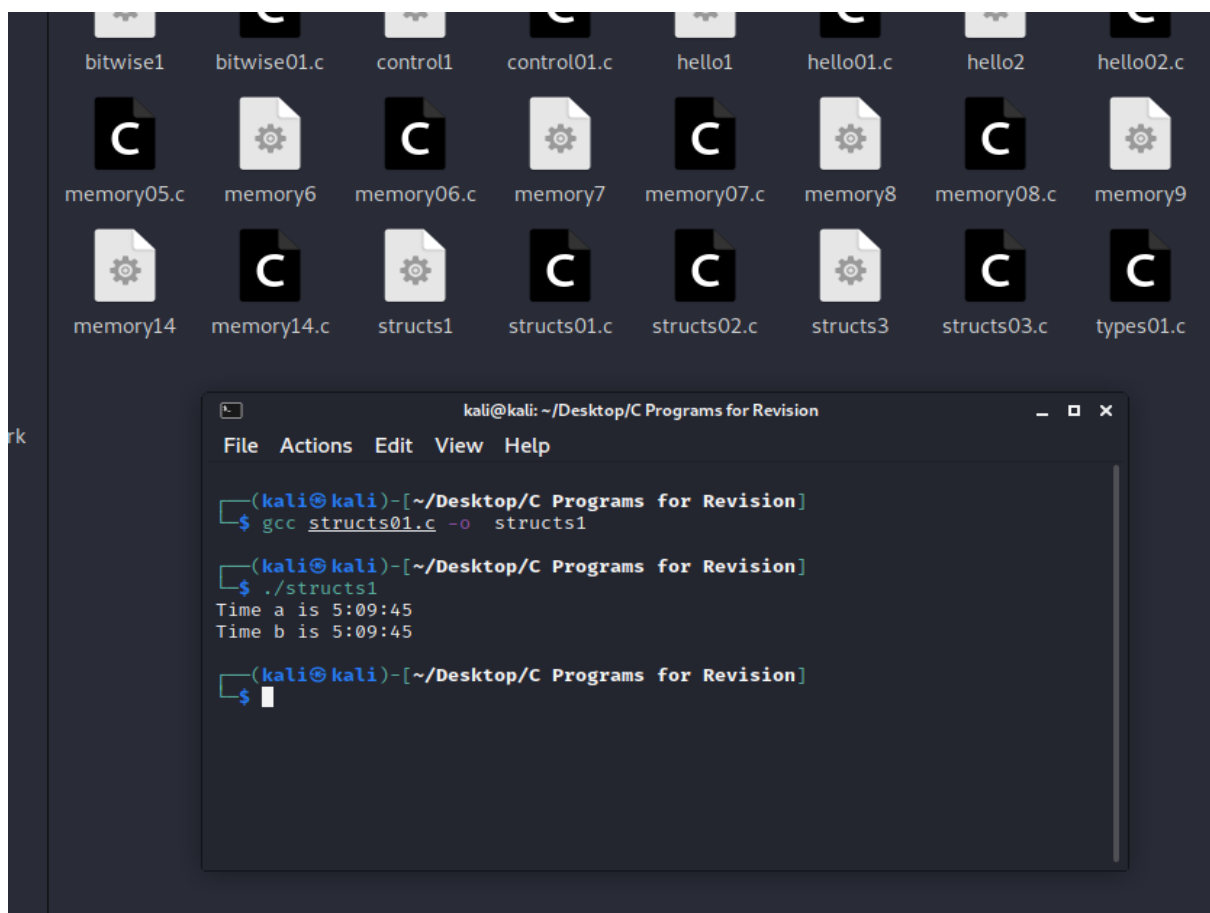 bitwise1 bitwise01.c control1 control01.c hello1 hello01.c hello2 hello02.c
C C C C
memory05.c memory6 memory06.c memory7 memory07.c memory8 memory08.c memory9
C C C C C
memory14 memory14.c structs1 structs01.c structs02.c structs3 structs03.c types01.c
rk
kali@kali: ~/Desktop/C Programs for Revision
File Actions Edit View Help
┌──(kali㉿kali)-[~/Desktop/C Programs for Revision]
└─$ gcc structs01.c -o  structs1
┌──(kali㉿kali)-[~/Desktop/C Programs for Revision]
└─$ ./structs1
Time a is 5:09:45
Time b is 5:09:45
┌──(kali㉿kali)-[~/Desktop/C Programs for Revision]
└─$